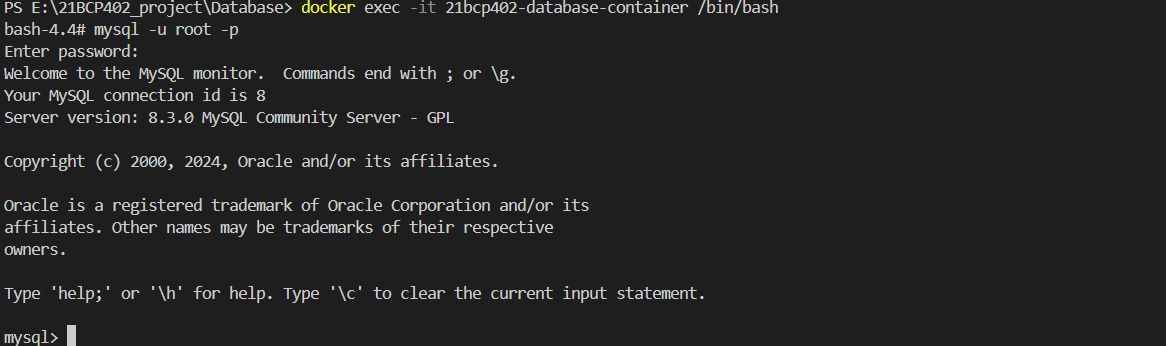 PS E:\21BCP402_project\Database> docker exec -it 21bcp402-database-container /bin/bash
bash-4.4# mysql -u root -p
Enter password:
Welcome to the MySQL monitor.  Commands end with ; or \g.
Your MySQL connection id is 8
Server version: 8.3.0 MySQL Community Server - GPL

Copyright (c) 2000, 2024, Oracle and/or its affiliates.

Oracle is a registered trademark of Oracle Corporation and/or its
affiliates. Other names may be trademarks of their respective
owners.

Type 'help;' or '\h' for help. Type '\c' to clear the current input statement.

mysql>